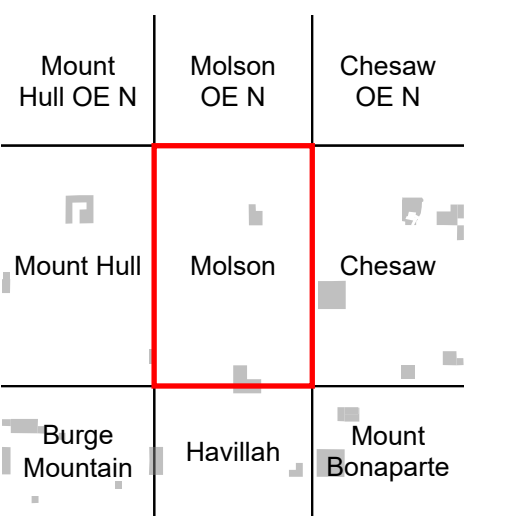 Mount
Hull OE N
Molson
OE N
Chesaw
OE N
Mount Hull
Molson
Chesaw
Burge
Mountain
Havillah
Mount
Bonaparte